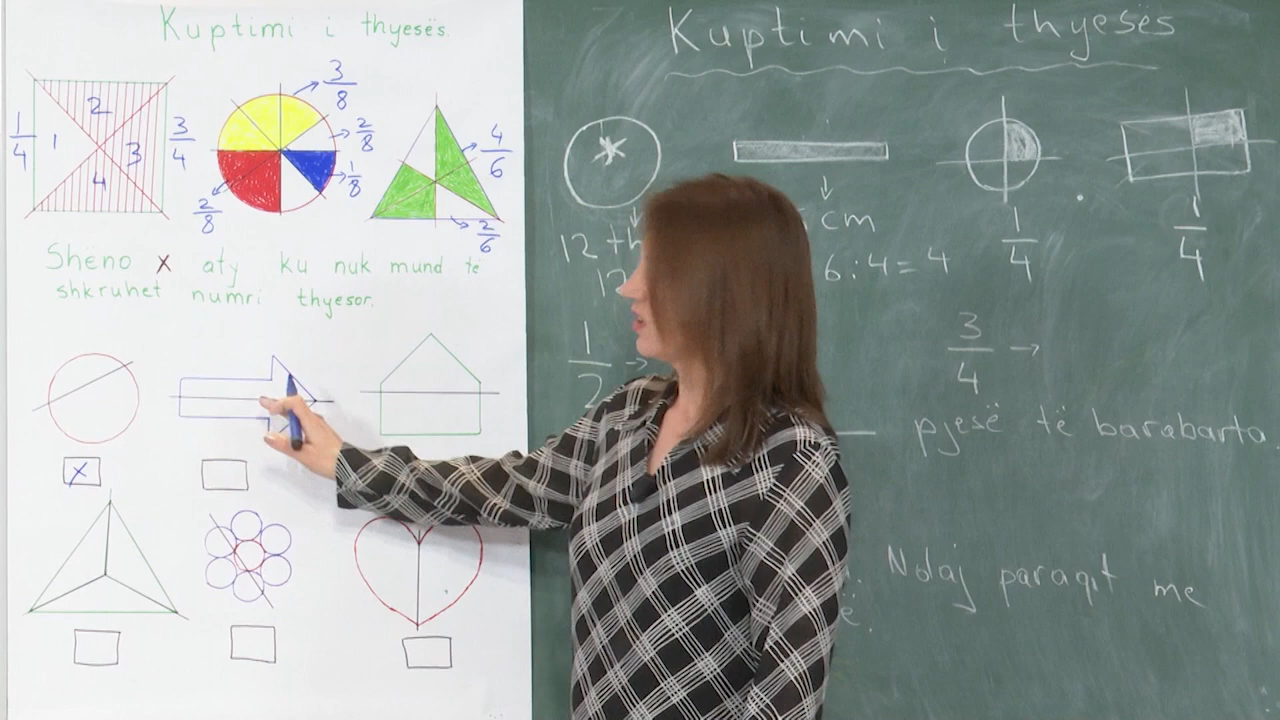 Kuptimi i thyesës.
1/4
1
2
3
4
3/4
3/8
2/8
1/8
2/8
4/6
2/6
Shëno x aty ku nuk mund të
shkruhet numri thyesor.
x
Kuptimi i thyesës
cm
12
6:4=4
12
1/4
1/4
1/2 →
3/4 →
pjesë të barabarta
Ndaj paraqit me